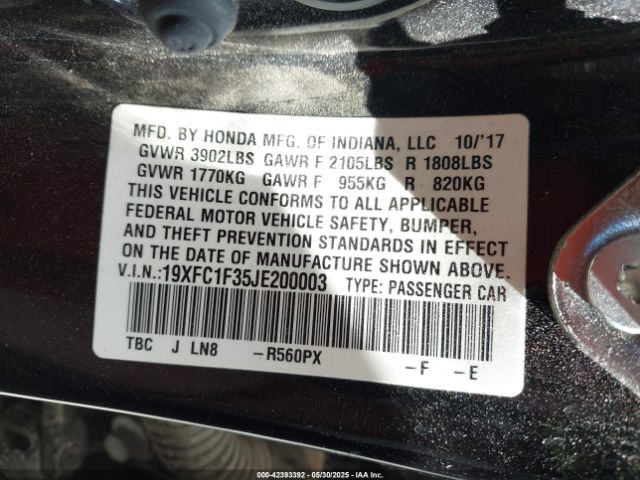 MFD. BY HONDA MFG. OF INDIANA, LLC 10/'17
GVWR 3902LBS GAWR F 2105LBS R 1808LBS
GVWR 1770KG GAWR F 955KG R 820KG
THIS VEHICLE CONFORMS TO ALL APPLICABLE
FEDERAL MOTOR VEHICLE SAFETY, BUMPER,
AND THEFT PREVENTION STANDARDS IN EFFECT
ON THE DATE OF MANUFACTURE SHOWN ABOVE.
V.I.N.:19XFC1F35JE200003 TYPE: PASSENGER CAR
TBC J LN8 -R560PX -F -E
000-42393392 - 05/30/2025 - IAA Inc.